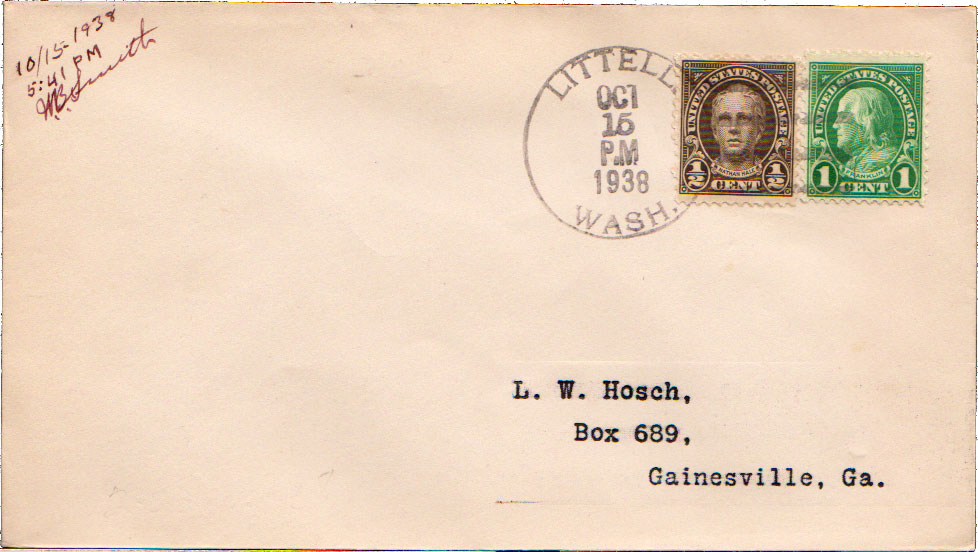 10/15-1938
5:41 PM
LITTELL,
OCT
15
P.M
1938
WASH.
UNITED STATES POSTAGE
NATHAN HALE
1/2 CENT 1/2
UNITED STATES POSTAGE
FRANKLIN
1 CENT 1
L. W. Hosch,
Box 689,
Gainesville, Ga.